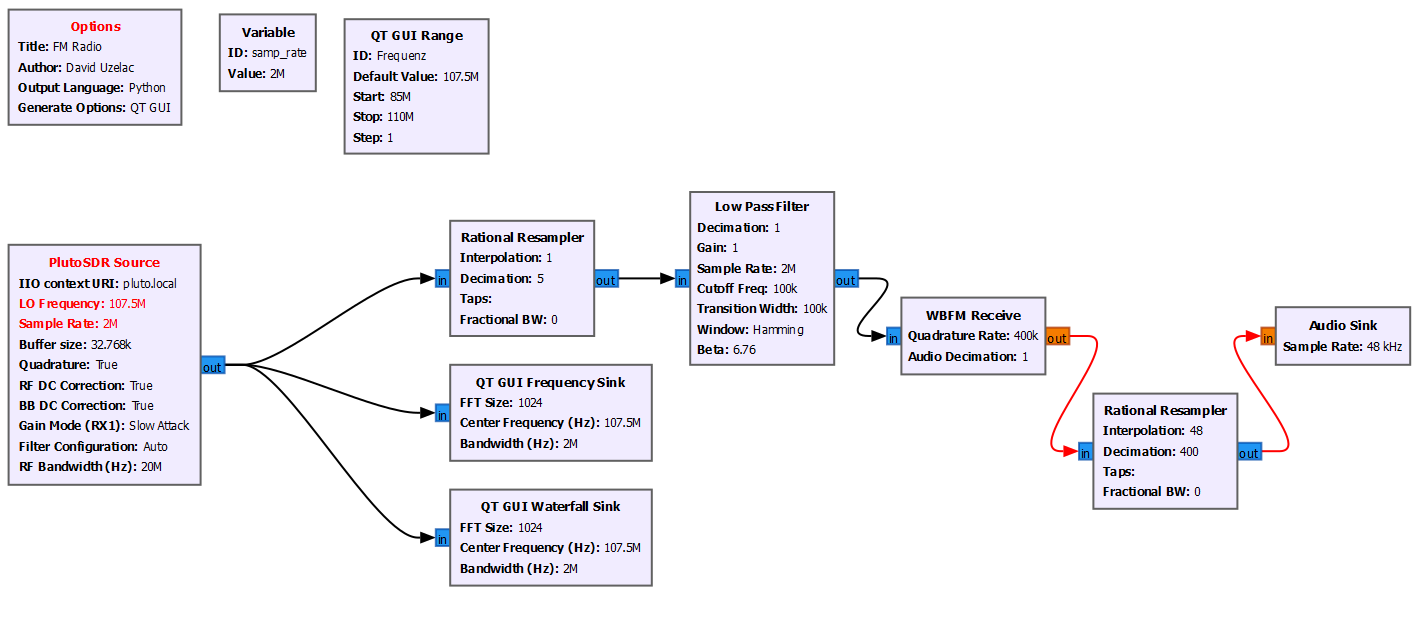 Options
Title: FM Radio
Author: David Uzelac
Output Language: Python
Generate Options: QT GUI
Variable
ID: samp_rate
Value: 2M
QT GUI Range
ID: Frequenz
Default Value: 107.5M
Start: 85M
Stop: 110M
Step: 1
PlutoSDR Source
IIO context URI: pluto.local
LO Frequency: 107.5M
Sample Rate: 2M
Buffer size: 32.768k
Quadrature: True
RF DC Correction: True
BB DC Correction: True
Gain Mode (RX1): Slow Attack
Filter Configuration: Auto
RF Bandwidth (Hz): 20M
out
Rational Resampler
Interpolation: 1
Decimation: 5
Taps:
Fractional BW: 0
in
out
QT GUI Frequency Sink
FFT Size: 1024
Center Frequency (Hz): 107.5M
Bandwidth (Hz): 2M
in
QT GUI Waterfall Sink
FFT Size: 1024
Center Frequency (Hz): 107.5M
Bandwidth (Hz): 2M
in
Low Pass Filter
Decimation: 1
Gain: 1
Sample Rate: 2M
Cutoff Freq: 100k
Transition Width: 100k
Window: Hamming
Beta: 6.76
in
out
WBFM Receive
Quadrature Rate: 400k
Audio Decimation: 1
in
out
Rational Resampler
Interpolation: 48
Decimation: 400
Taps:
Fractional BW: 0
in
out
Audio Sink
Sample Rate: 48 kHz
in